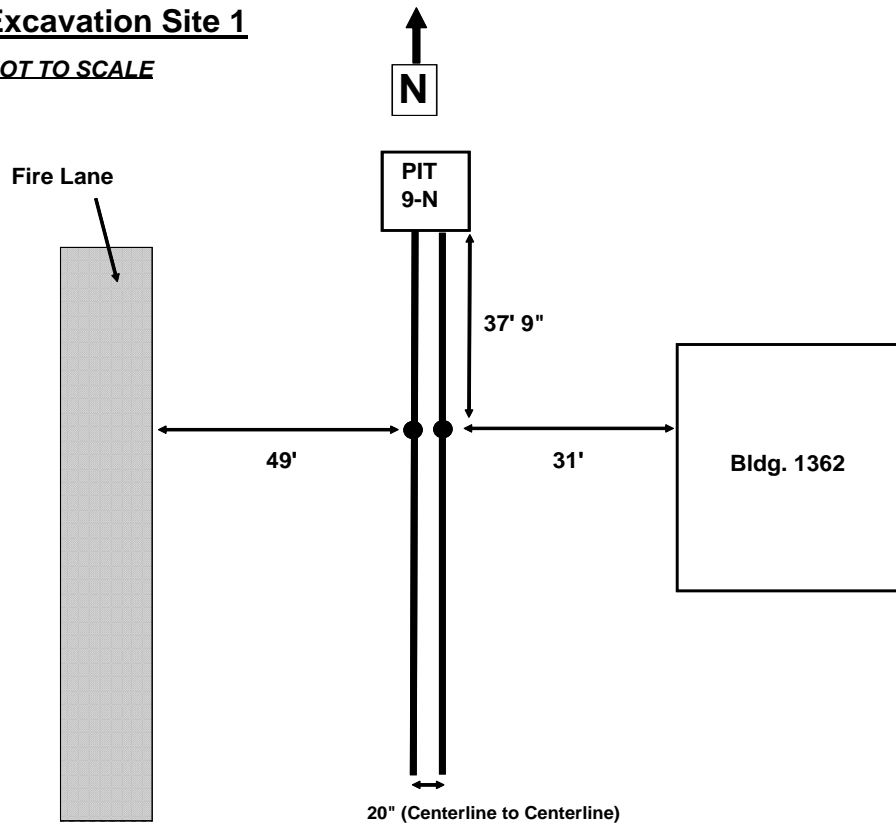 Excavation Site 1
OT TO SCALE
N
PIT
9-N
Fire Lane
37' 9"
49'
31'
Bldg. 1362
20" (Centerline to Centerline)